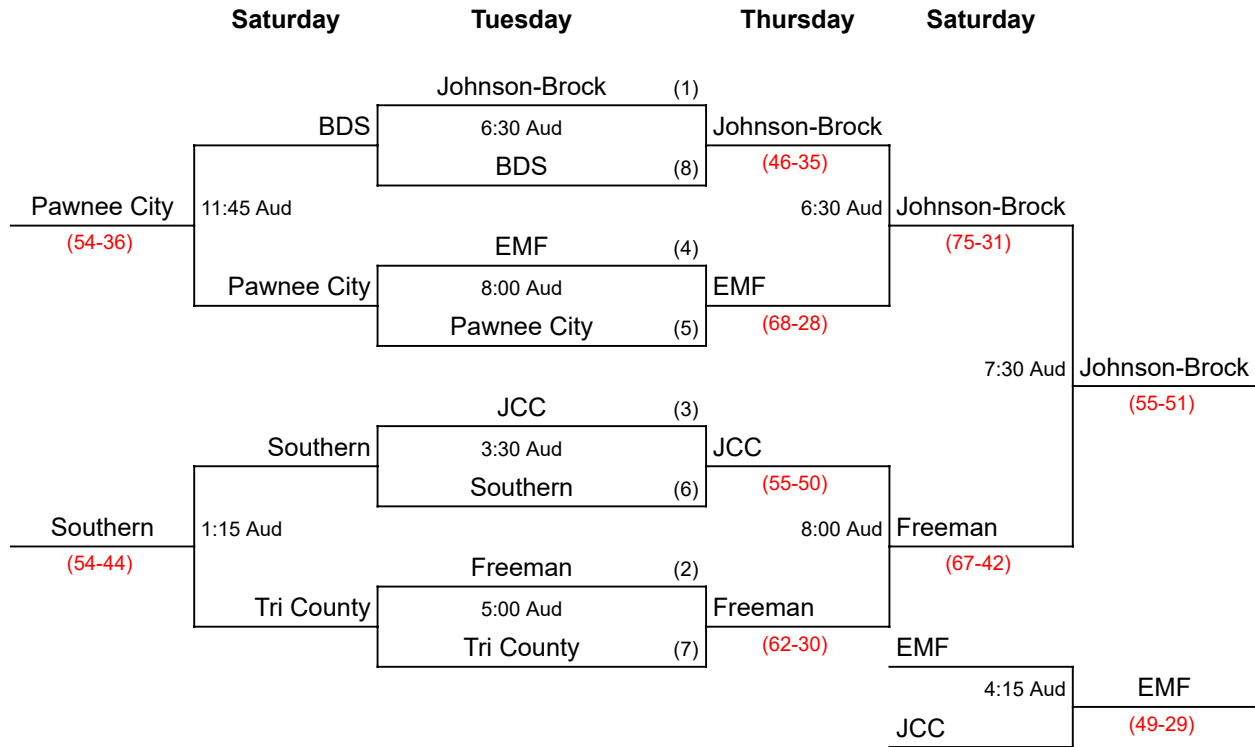 Saturday Tuesday Thursday Saturday
Johnson-Brock (1)
BDS 6:30 Aud Johnson-Brock
BDS (8) (46-35)
Pawnee City 11:45 Aud 6:30 Aud Johnson-Brock
(54-36) EMF (4) (75-31)
Pawnee City 8:00 Aud EMF
Pawnee City (5) (68-28)
7:30 Aud Johnson-Brock
JCC (3) (55-51)
Southern 3:30 Aud JCC
Southern (6) (55-50)
Southern 1:15 Aud 8:00 Aud Freeman
(54-44) Freeman (2) (67-42)
Tri County 5:00 Aud Freeman
Tri County (7) (62-30) EMF
4:15 Aud EMF
JCC (49-29)